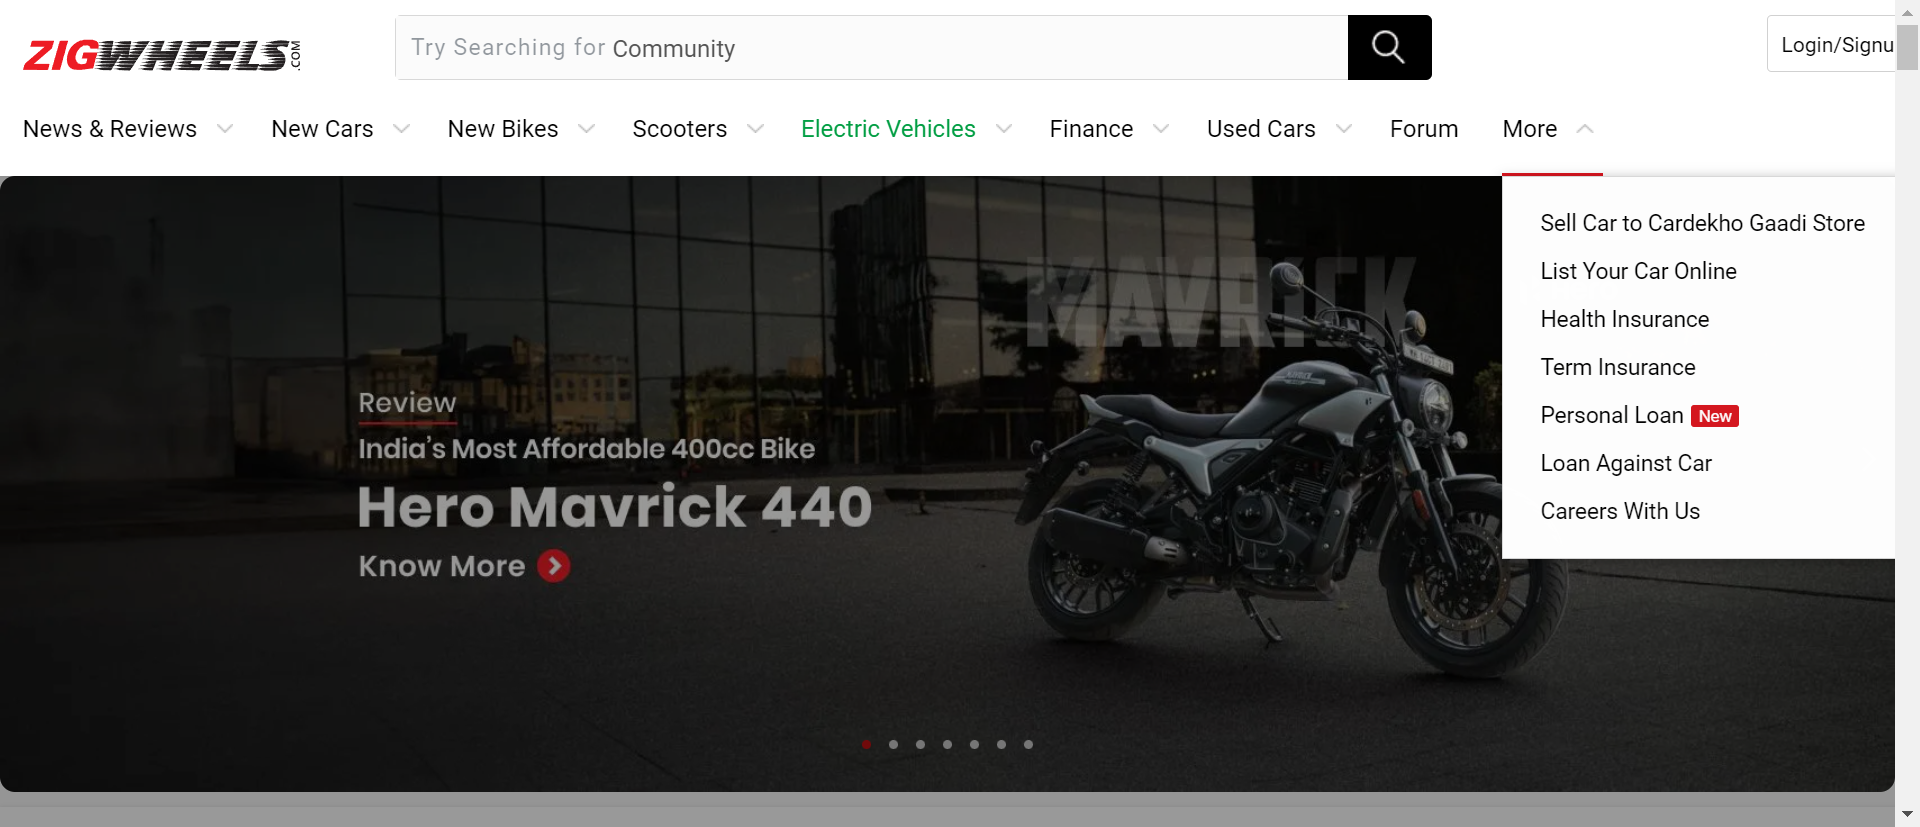 ZIGWHEELS.COM
Try Searching for Community
Login/Signu
News & Reviews
New Cars
New Bikes
Scooters
Electric Vehicles
Finance
Used Cars
Forum
More
Sell Car to Cardekho Gaadi Store
List Your Car Online
Health Insurance
Term Insurance
Personal Loan New
Loan Against Car
Careers With Us
MAVRICK
Review
India's Most Affordable 400cc Bike
Hero Mavrick 440
Know More